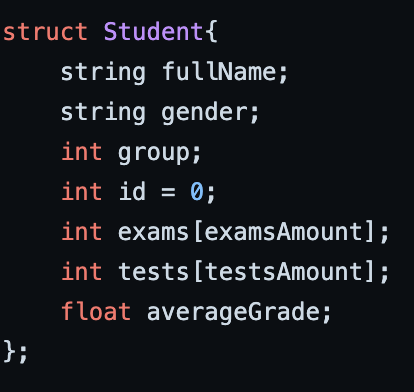 struct Student{
    string fullName;
    string gender;
    int group;
    int id = 0;
    int exams[examsAmount];
    int tests[testsAmount];
    float averageGrade;
};